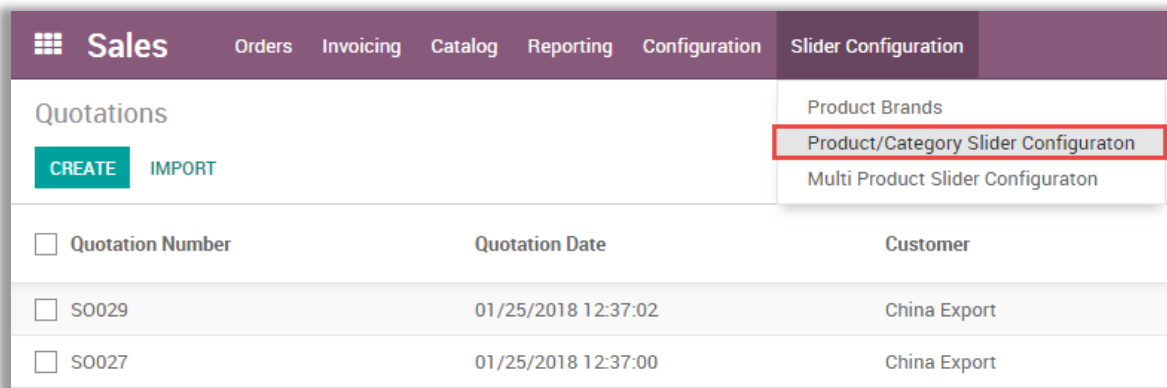 Sales Orders Invoicing Catalog Reporting Configuration Slider Configuration
Quotations
Product Brands
Product/Category Slider Configuraton
CREATE IMPORT
Multi Product Slider Configuraton
Quotation Number Quotation Date Customer
SO029 01/25/2018 12:37:02 China Export
SO027 01/25/2018 12:37:00 China Export